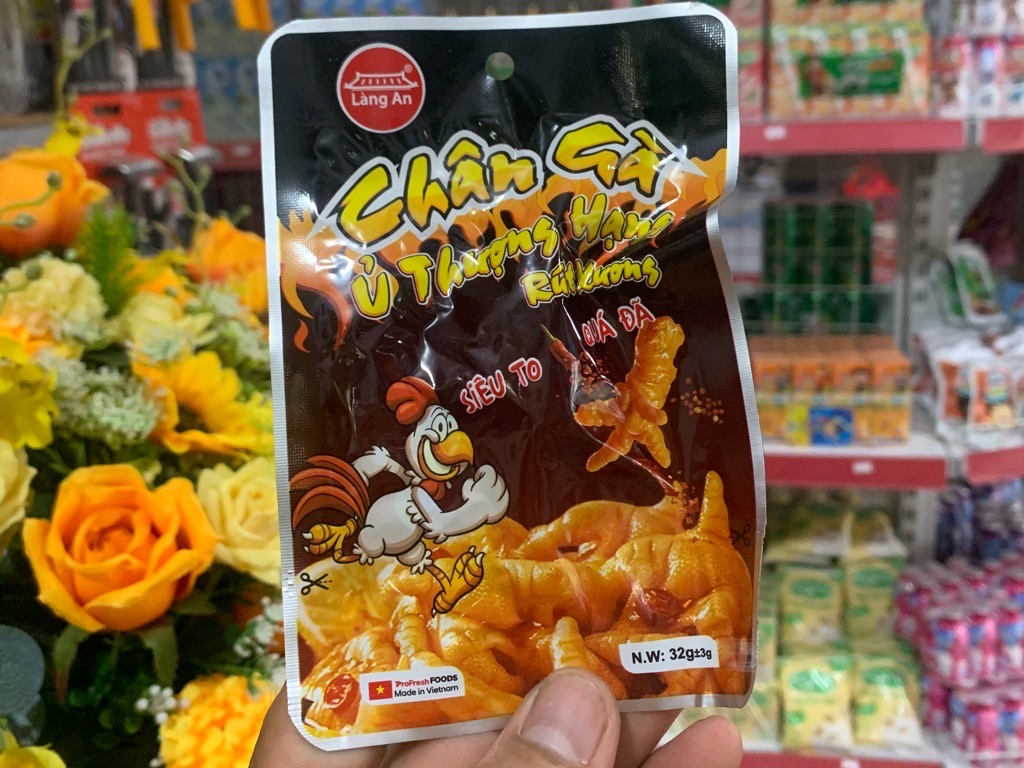 Làng An
®
Chân Gà
Ủ Thượng Hạng
Rút Xương
SIÊU TO
QUÁ ĐÃ
N.W: 32g±3g
ProFresh FOODS
Made in Vietnam